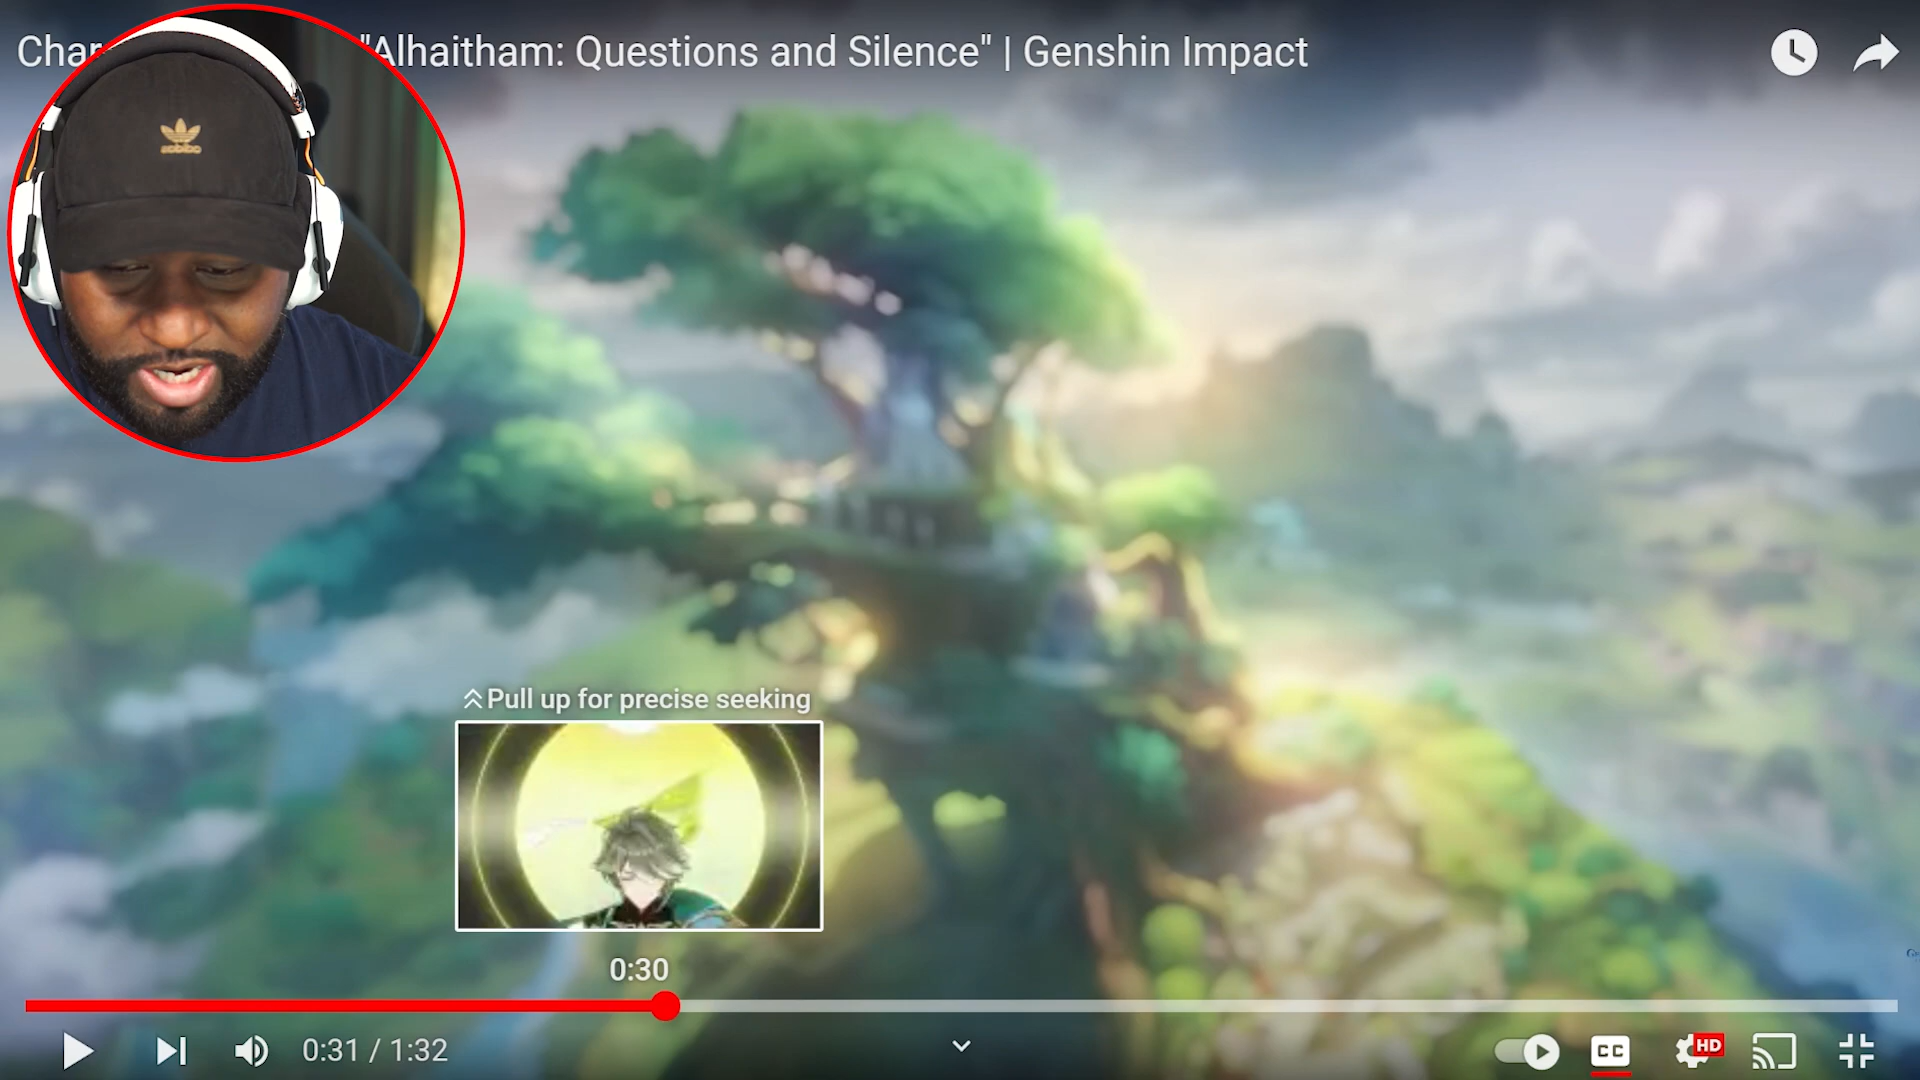 Char "Alhaitham: Questions and Silence" | Genshin Impact
adidas
Pull up for precise seeking
0:30
0:31 / 1:32
CC
HD